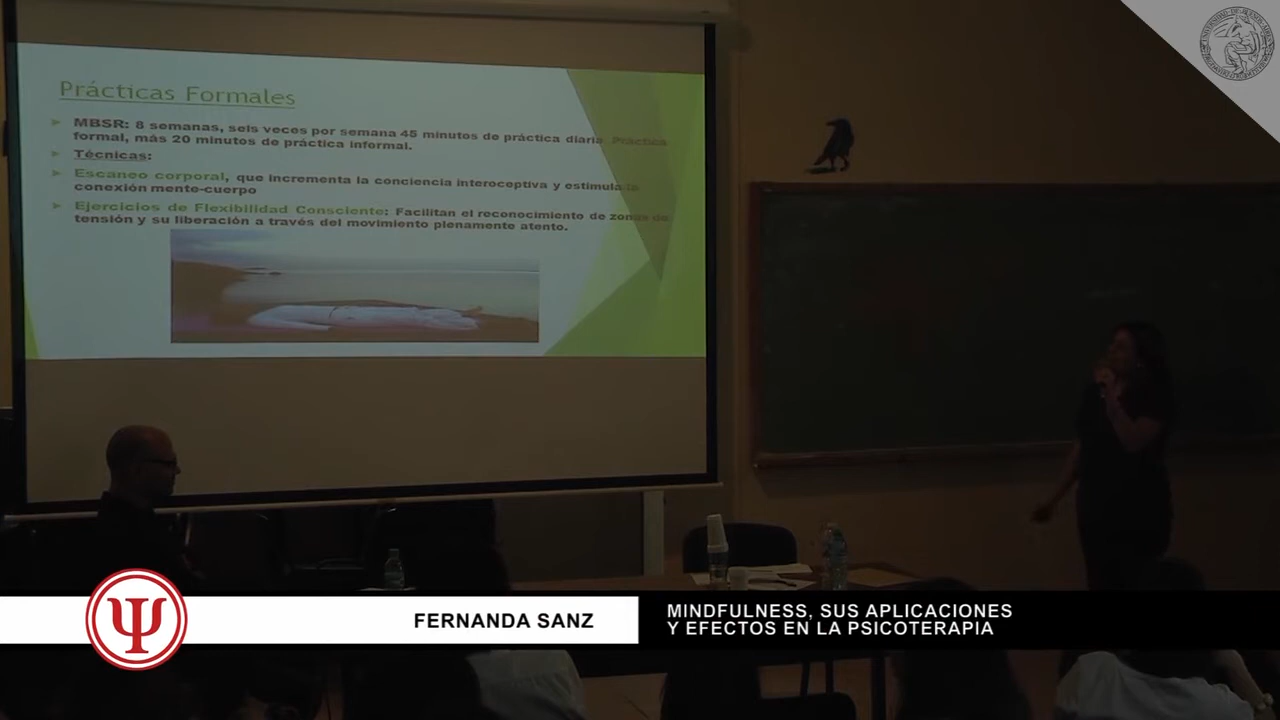 Prácticas Formales
MBSR: 8 semanas, seis veces por semana 45 minutos de práctica diaria Práctica
formal, más 20 minutos de práctica informal.
Técnicas:
Escaneo corporal, que incrementa la conciencia interoceptiva y estimula la
conexión mente-cuerpo
Ejercicios de Flexibilidad Consciente: Facilitan el reconocimiento de zonas de
tensión y su liberación a través del movimiento plenamente atento.
Ψ
FERNANDA SANZ
MINDFULNESS, SUS APLICACIONES
Y EFECTOS EN LA PSICOTERAPIA